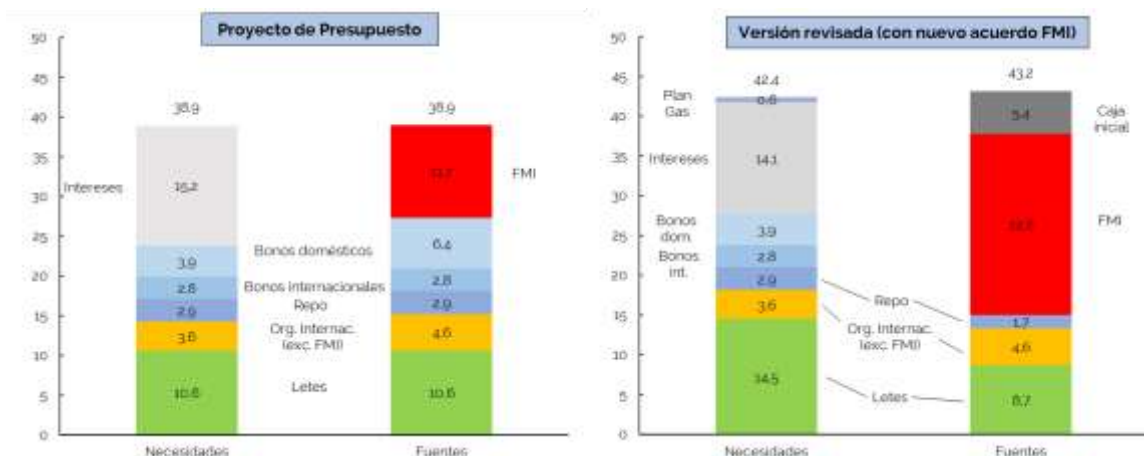 Proyecto de Presupuesto
50
45
40
35
30
25
20
15
10
5
0
38.9
38.9
Intereses
15.2
FMI
3.9
Bonos domésticos
6.4
2.8
Bonos internacionales
2.8
2.9
Repo
2.9
3.6
Org. Internac.
(exc. FMI)
4.6
10.6
Letes
10.6
Necesidades
Fuentes
Versión revisada (con nuevo acuerdo FMI)
50
45
40
35
30
25
20
15
10
5
0
42.4
43.2
Plan
Gas
0.6
5.4
Caja
inicial
Intereses
14.1
FMI
Bonos
dom.
3.9
Bonos
int.
2.8
2.9
Repo
1.7
3.6
Org. Internac.
(exc. FMI)
4.6
14.5
Letes
8.7
Necesidades
Fuentes